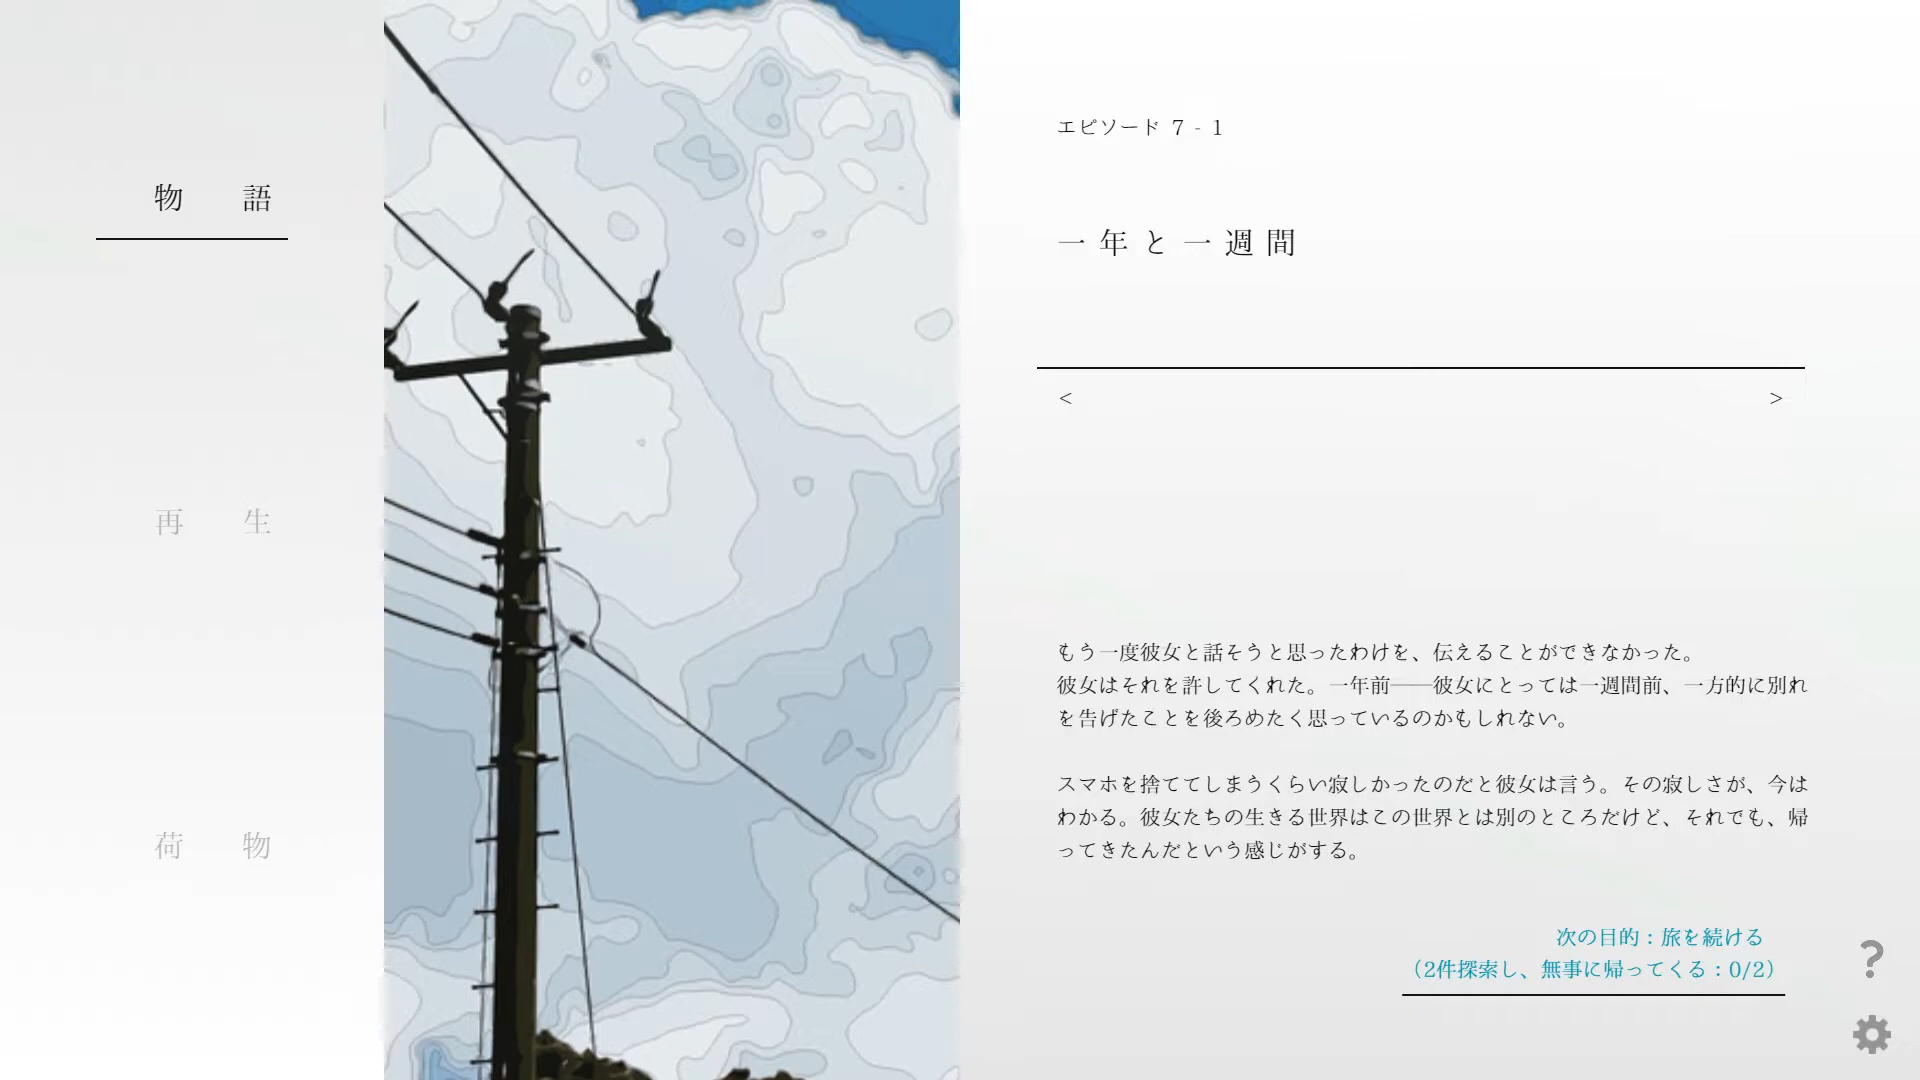 物語
再生
荷物
エピソード 7 - 1
一年と一週間
< >
もう一度彼女と話そうと思ったわけを、伝えることができなかった。
彼女はそれを許してくれた。一年前――彼女にとっては一週間前、一方的に別れ
を告げたことを後ろめたく思っているのかもしれない。
スマホを捨ててしまうくらい寂しかったのだと彼女は言う。その寂しさが、今は
わかる。彼女たちの生きる世界はこの世界とは別のところだけど、それでも、帰
ってきたんだという感じがする。
次の目的：旅を続ける
（2件探索し、無事に帰ってくる：0/2）
?